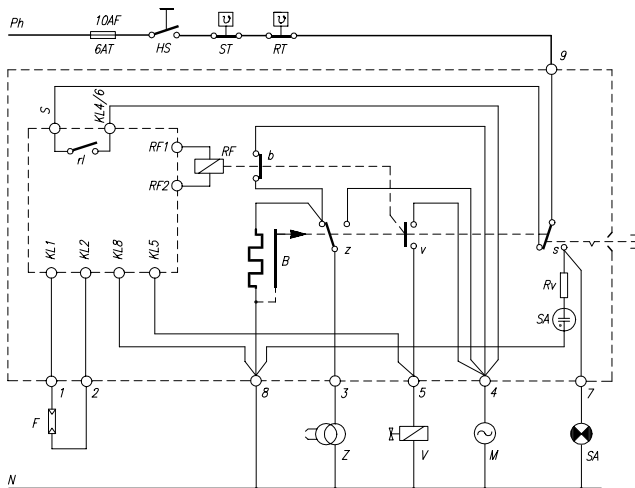 Ph
10AF
6AT
HS
ʋ
ST
ʋ
RT
9
S
KL4/6
rl
RF1
RF
b
RF2
KL1
KL2
KL8
KL5
B
z
v
s
Rv
SA
1
2
8
3
5
4
7
F
Z
V
M
SA
N